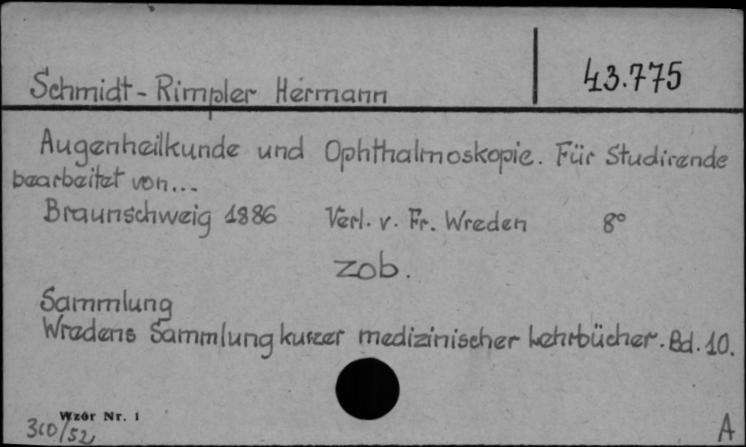 Schmidt-Rimpler Hermann 43.775
Augenheilkunde und Ophthalmoskopie. Für Studirende
bearbeitet von...
Braunschweig 1886 Verl. v. Fr. Wreden 8°
zob.
Sammlung
Wredens Sammlung kurzer medizinischer Lehrbücher. Bd. 10.
Wzór Nr. 1
310/52 A